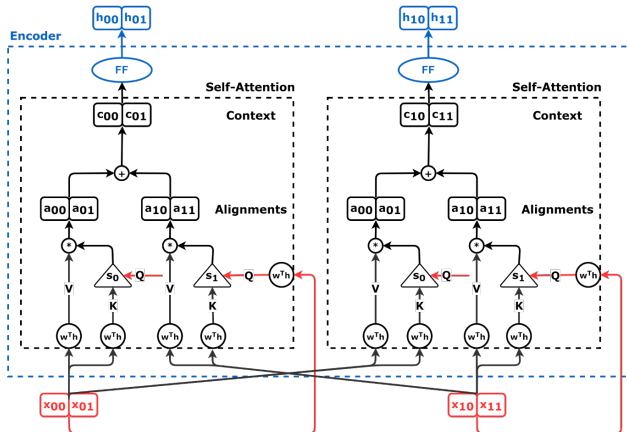 h00 h01 h10 h11
Encoder
FF FF
Self-Attention Self-Attention
c00 c01 Context c10 c11 Context
+ +
a00 a01 a10 a11 Alignments a00 a01 a10 a11 Alignments
* * * *
s0 Q s1 Q wTh s0 Q s1 Q wTh
V K V K V K V K
wTh wTh wTh wTh wTh wTh wTh wTh
x00 x01 x10 x11